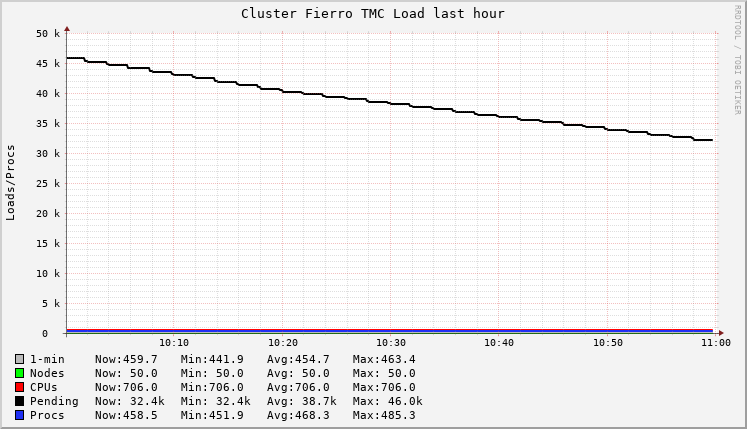 Cluster Fierro TMC Load last hour
RRDTOOL / TOBI OETIKER
Loads/Procs
50 k
45 k
40 k
35 k
30 k
25 k
20 k
15 k
10 k
5 k
0
10:10 10:20 10:30 10:40 10:50 11:00
1-min Now:459.7 Min:441.9 Avg:454.7 Max:463.4
Nodes Now: 50.0 Min: 50.0 Avg: 50.0 Max: 50.0
CPUs Now:706.0 Min:706.0 Avg:706.0 Max:706.0
Pending Now: 32.4k Min: 32.4k Avg: 38.7k Max: 46.0k
Procs Now:458.5 Min:451.9 Avg:468.3 Max:485.3